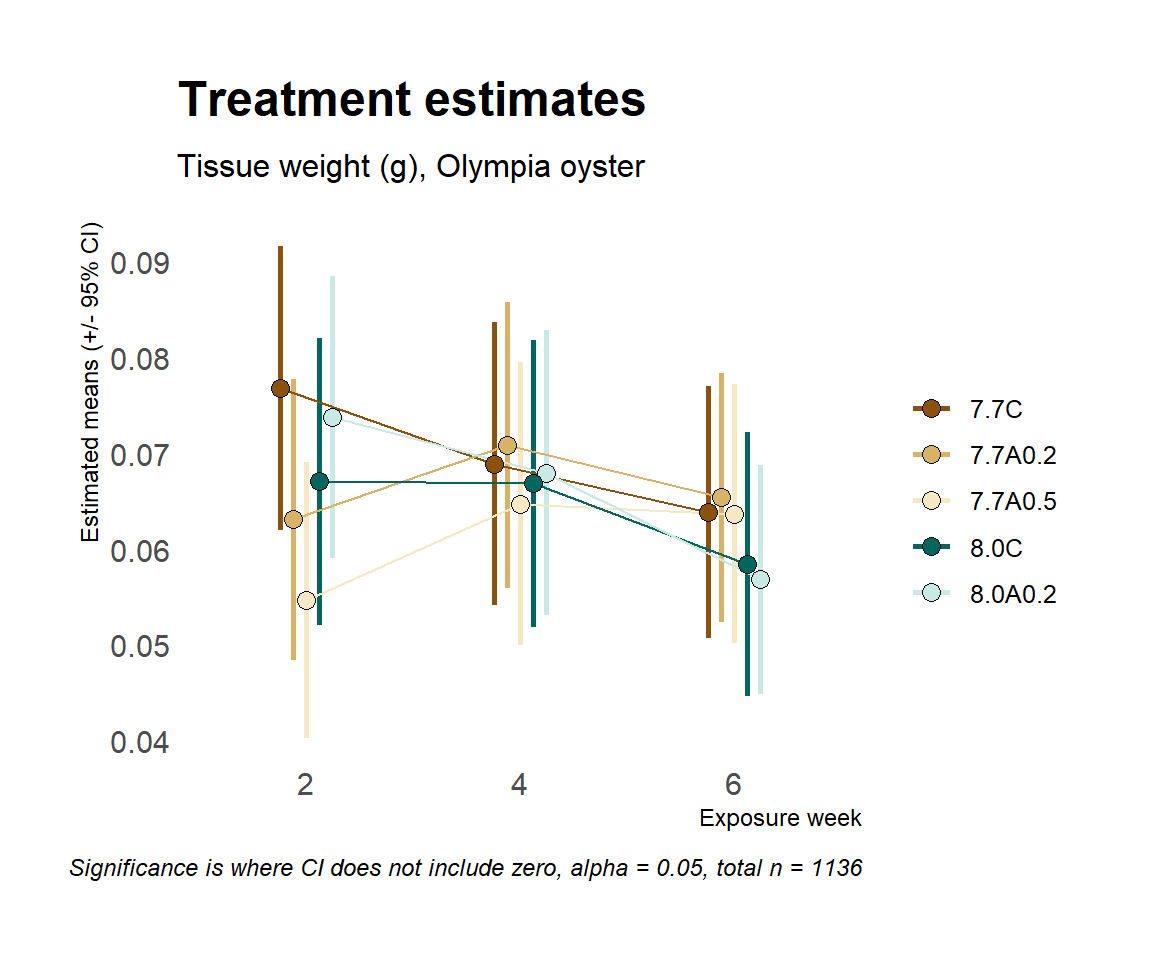 Treatment estimates
Tissue weight (g), Olympia oyster
Estimated means (+/- 95% CI)
0.09
0.08
0.07
0.06
0.05
0.04
2 4 6
Exposure week
7.7C
7.7A0.2
7.7A0.5
8.0C
8.0A0.2
Significance is where CI does not include zero, alpha = 0.05, total n = 1136